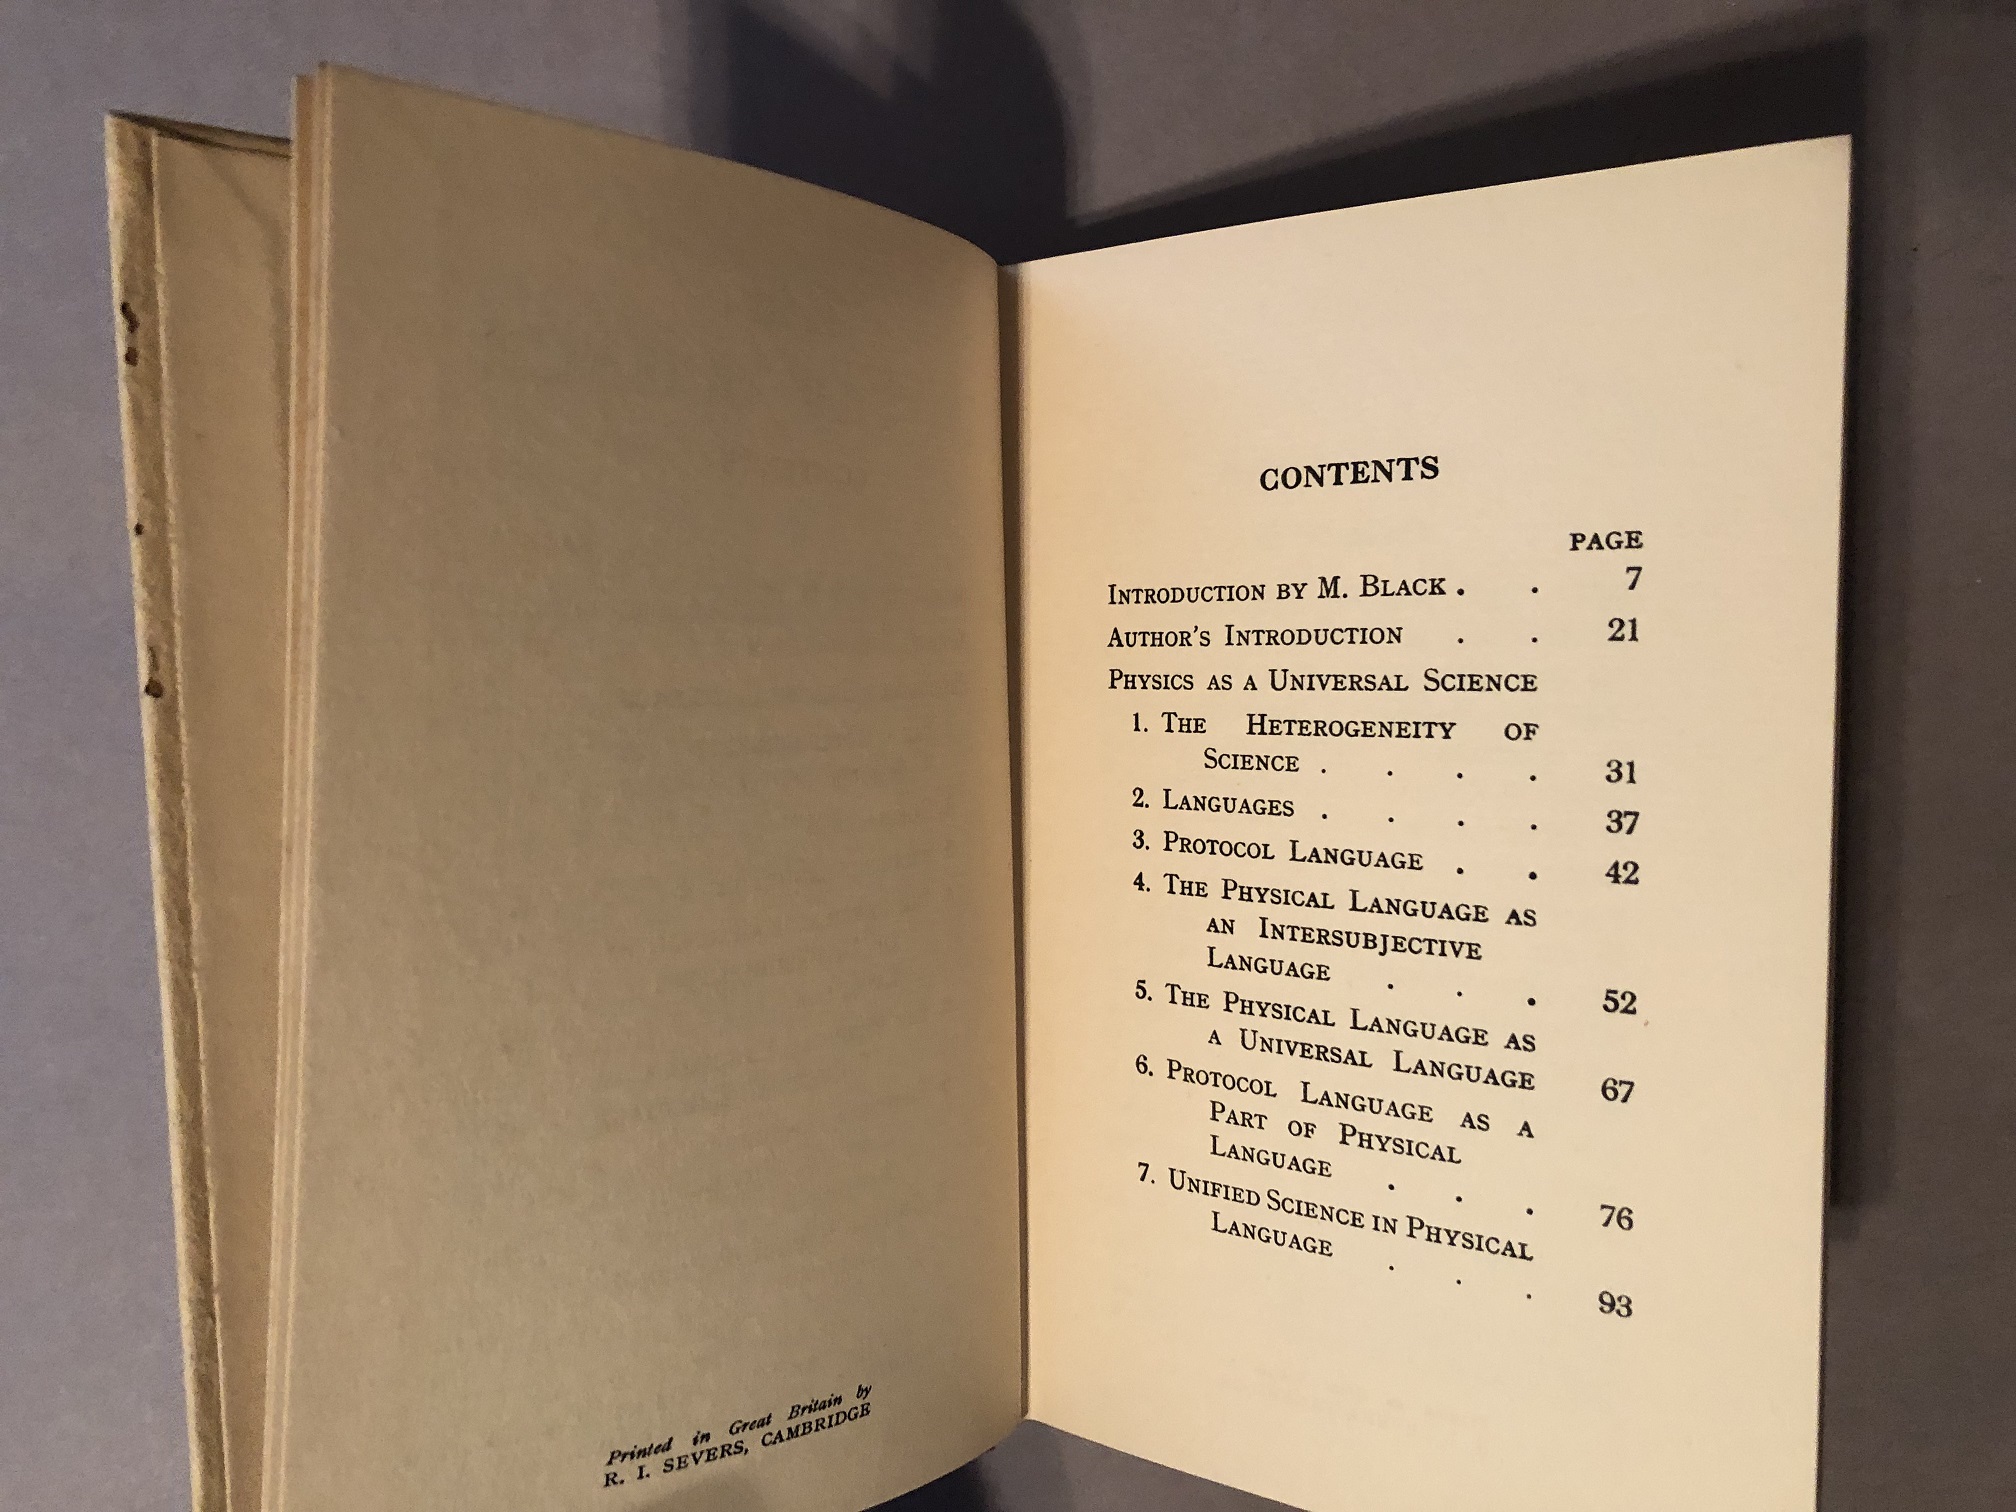 Printed in Great Britain by
R. I. SEVERS, CAMBRIDGE
CONTENTS
PAGE
INTRODUCTION BY M. BLACK . . 7
AUTHOR'S INTRODUCTION . . 21
PHYSICS AS A UNIVERSAL SCIENCE
1. THE HETEROGENEITY OF
SCIENCE . . . . 31
2. LANGUAGES . . . . 37
3. PROTOCOL LANGUAGE . . 42
4. THE PHYSICAL LANGUAGE AS
AN INTERSUBJECTIVE
LANGUAGE . . . 52
5. THE PHYSICAL LANGUAGE AS
A UNIVERSAL LANGUAGE 67
6. PROTOCOL LANGUAGE AS A
PART OF PHYSICAL
LANGUAGE . . . 76
7. UNIFIED SCIENCE IN PHYSICAL
LANGUAGE . . . 93